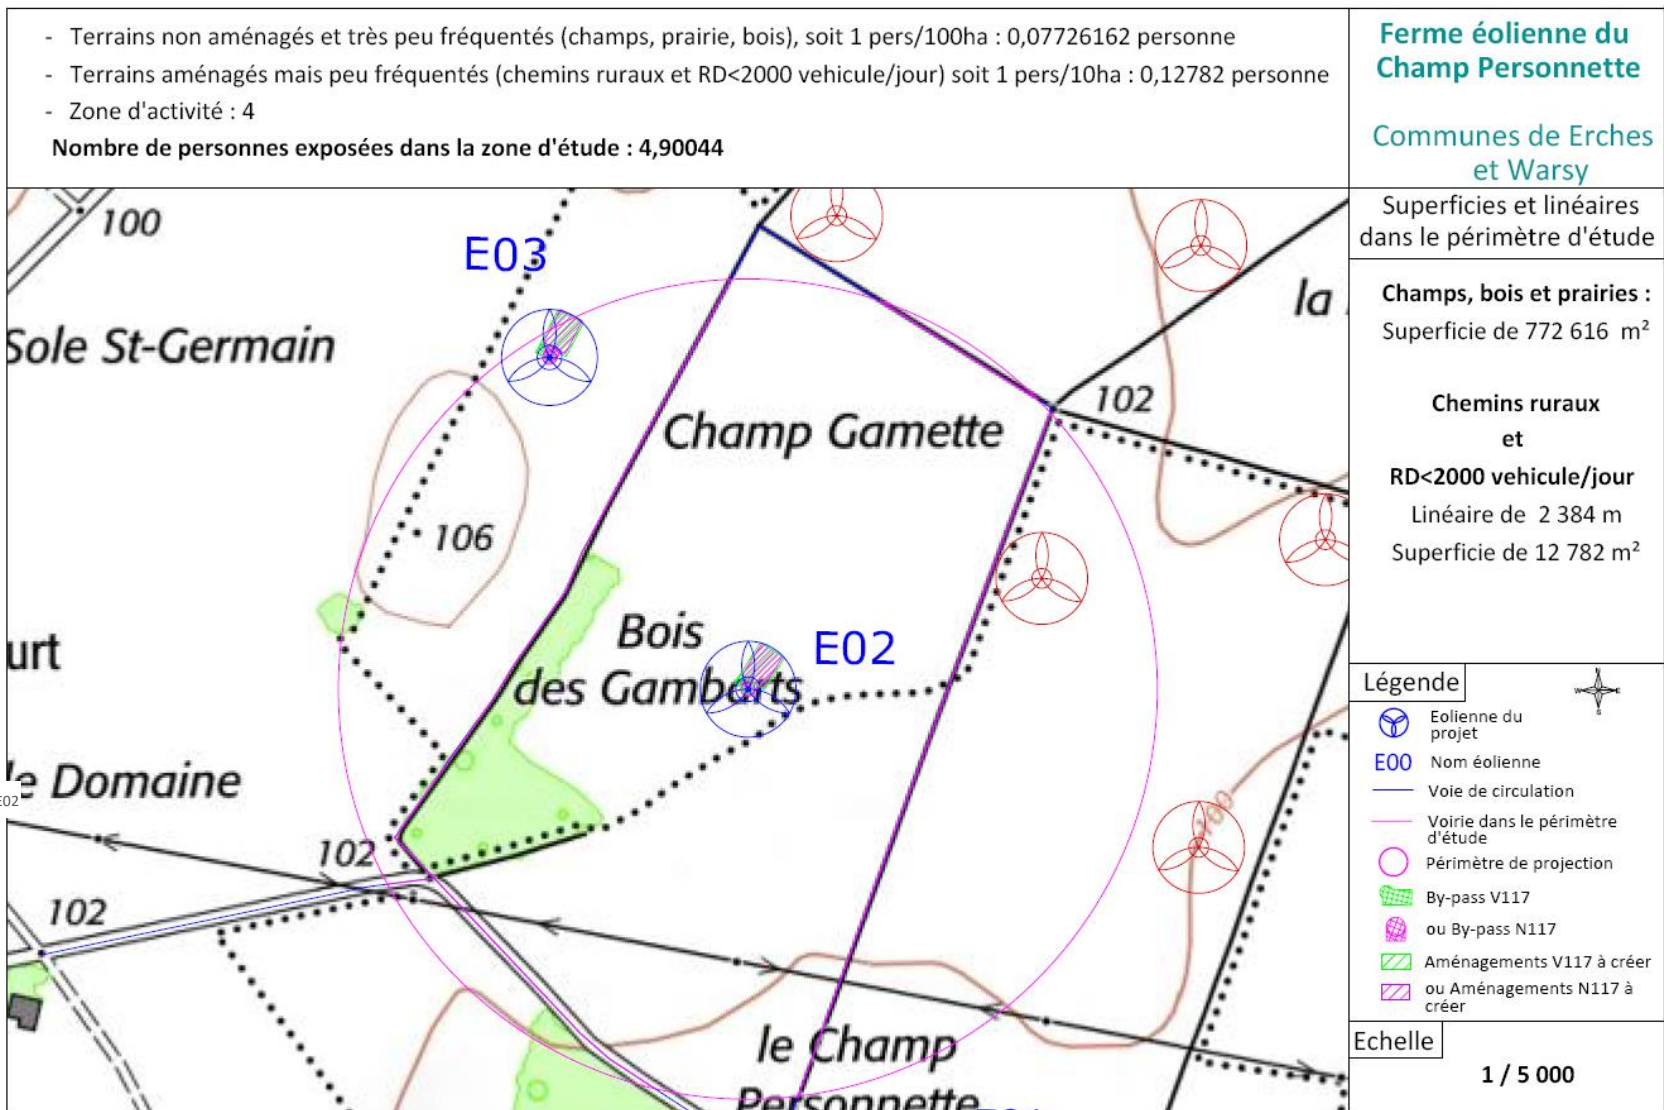 - Terrains non aménagés et très peu fréquentés (champs, prairie, bois), soit 1 pers/100ha : 0,07726162 personne
- Terrains aménagés mais peu fréquentés (chemins ruraux et RD<2000 vehicule/jour) soit 1 pers/10ha : 0,12782 personne
- Zone d'activité : 4
Nombre de personnes exposées dans la zone d'étude : 4,90044
Ferme éolienne du
Champ Personnette
Communes de Erches
et Warsy
Superficies et linéaires
dans le périmètre d'étude
Champs, bois et prairies :
Superficie de 772 616 m²
Chemins ruraux
et
RD<2000 vehicule/jour
Linéaire de 2 384 m
Superficie de 12 782 m²
100
E03
la
Sole St-Germain
102
Champ Gamette
106
Bois
E02
urt
des Gambarts
le Domaine
E02
100
102
102
le Champ
Personnette
Légende
N
W
E
S
Eolienne du
projet
E00 Nom éolienne
Voie de circulation
Voirie dans le périmètre
d'étude
Périmètre de projection
By-pass V117
ou By-pass N117
Aménagements V117 à créer
ou Aménagements N117 à
créer
Echelle
1 / 5 000